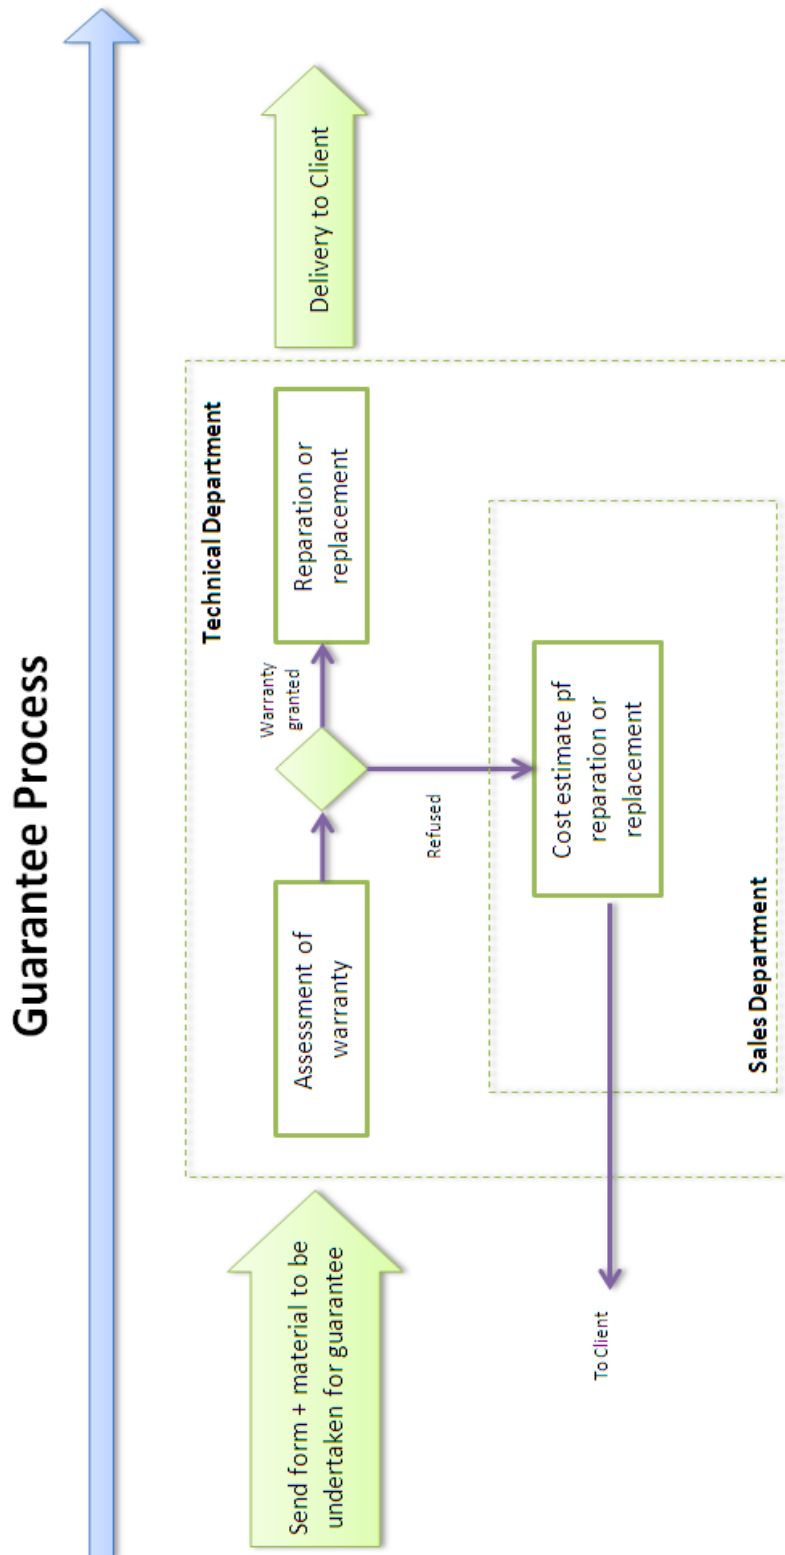 Guarantee Process
Send form + material to be
undertaken for guarantee
Technical Department
Assessment of
warranty
Warranty
granted
Reparation or
replacement
Delivery to Client
Refused
Cost estimate pf
reparation or
replacement
Sales Department
To Client